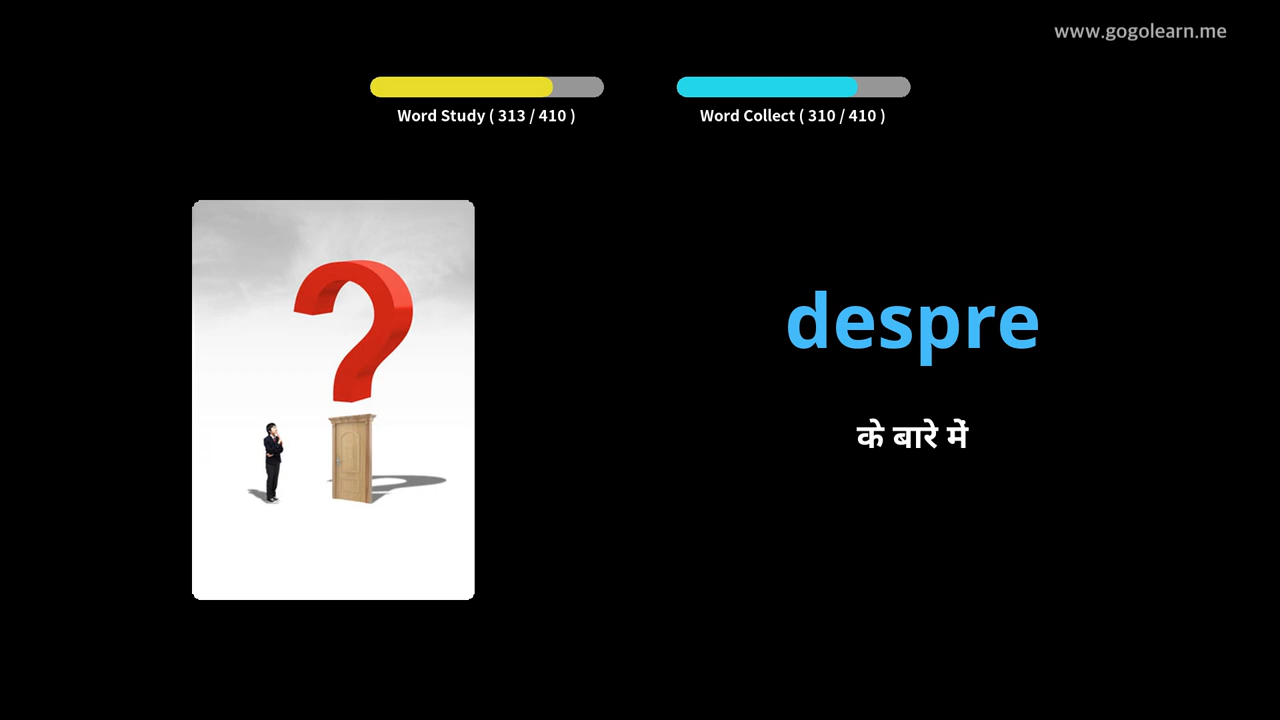 www.gogolearn.me
Word Study ( 313 / 410 )
Word Collect ( 310 / 410 )
despre
के बारे में